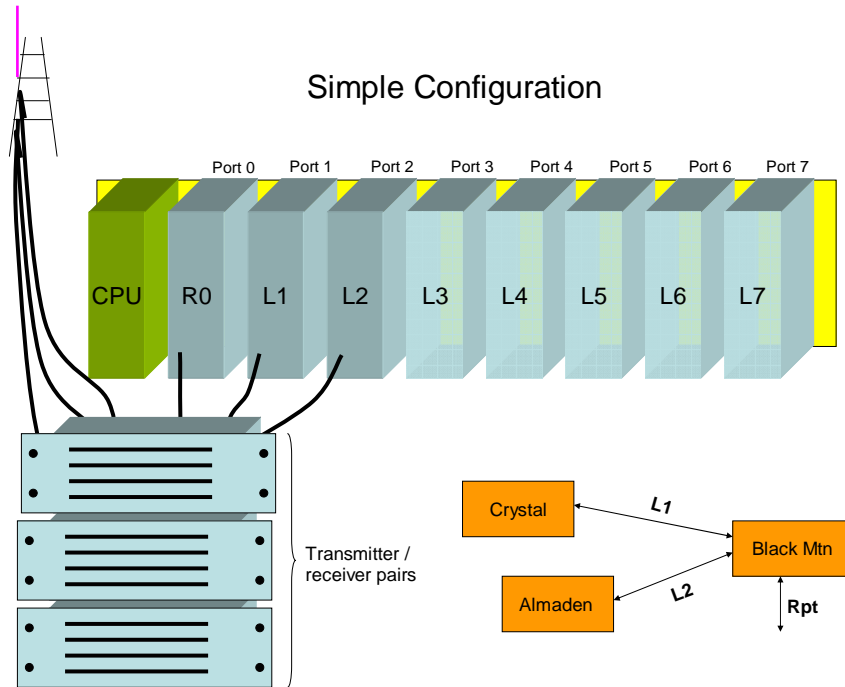 Simple Configuration
Port 0 Port 1 Port 2 Port 3 Port 4 Port 5 Port 6 Port 7
CPU R0 L1 L2 L3 L4 L5 L6 L7
Transmitter /
receiver pairs
Crystal
L1
Black Mtn
Almaden
L2
Rpt